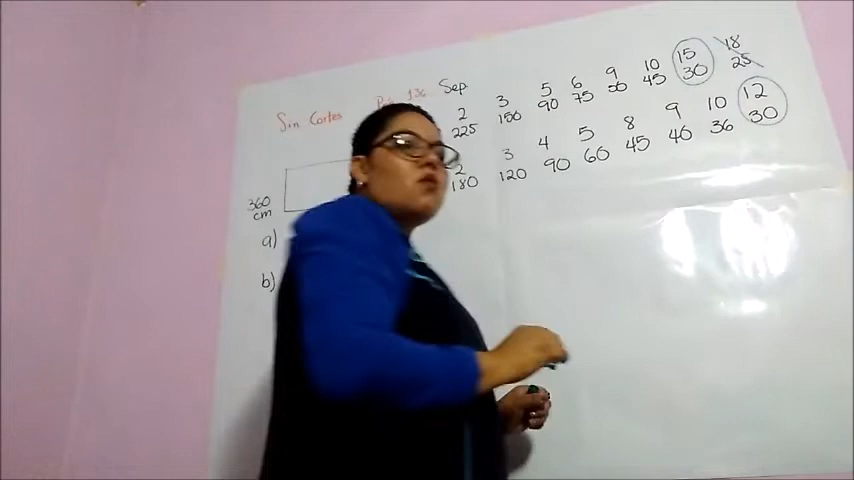 Sin Cortes
Sep
2 3 5 6 9 10 15 18
225 150 90 75 50 45 30 25
2 3 4 5 8 9 10 12
180 120 90 60 45 40 36 30
360
cm
a)
b)